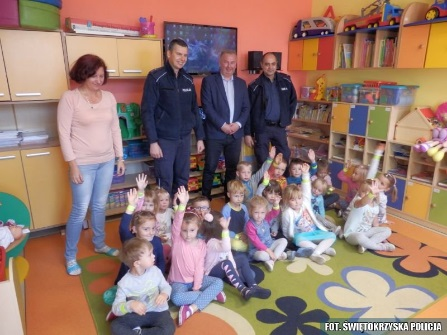 FOT. ŚWIĘTOKRZYSKA POLICJA